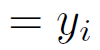 = y_i